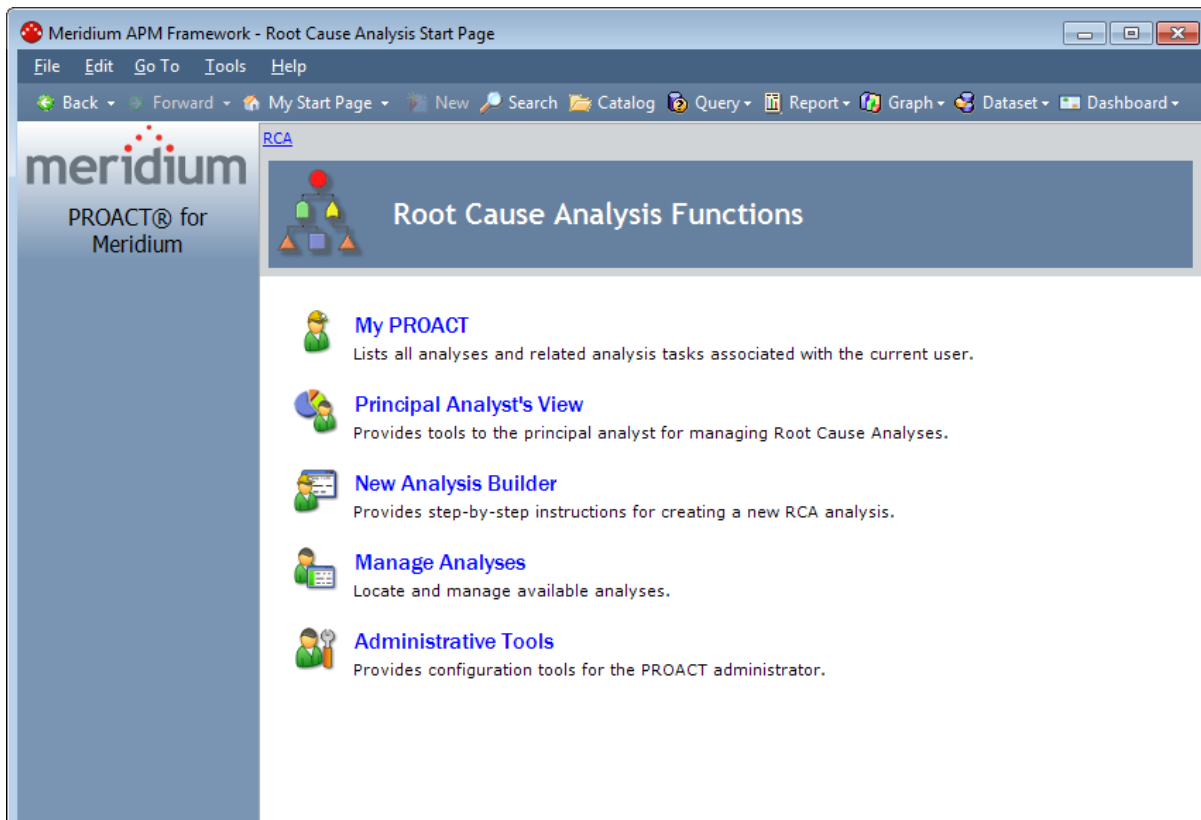 Meridium APM Framework - Root Cause Analysis Start Page
File Edit Go To Tools Help
Back Forward My Start Page New Search Catalog Query Report Graph Dataset Dashboard
meridium
PROACT® for
Meridium
RCA
Root Cause Analysis Functions
My PROACT
Lists all analyses and related analysis tasks associated with the current user.
Principal Analyst's View
Provides tools to the principal analyst for managing Root Cause Analyses.
New Analysis Builder
Provides step-by-step instructions for creating a new RCA analysis.
Manage Analyses
Locate and manage available analyses.
Administrative Tools
Provides configuration tools for the PROACT administrator.